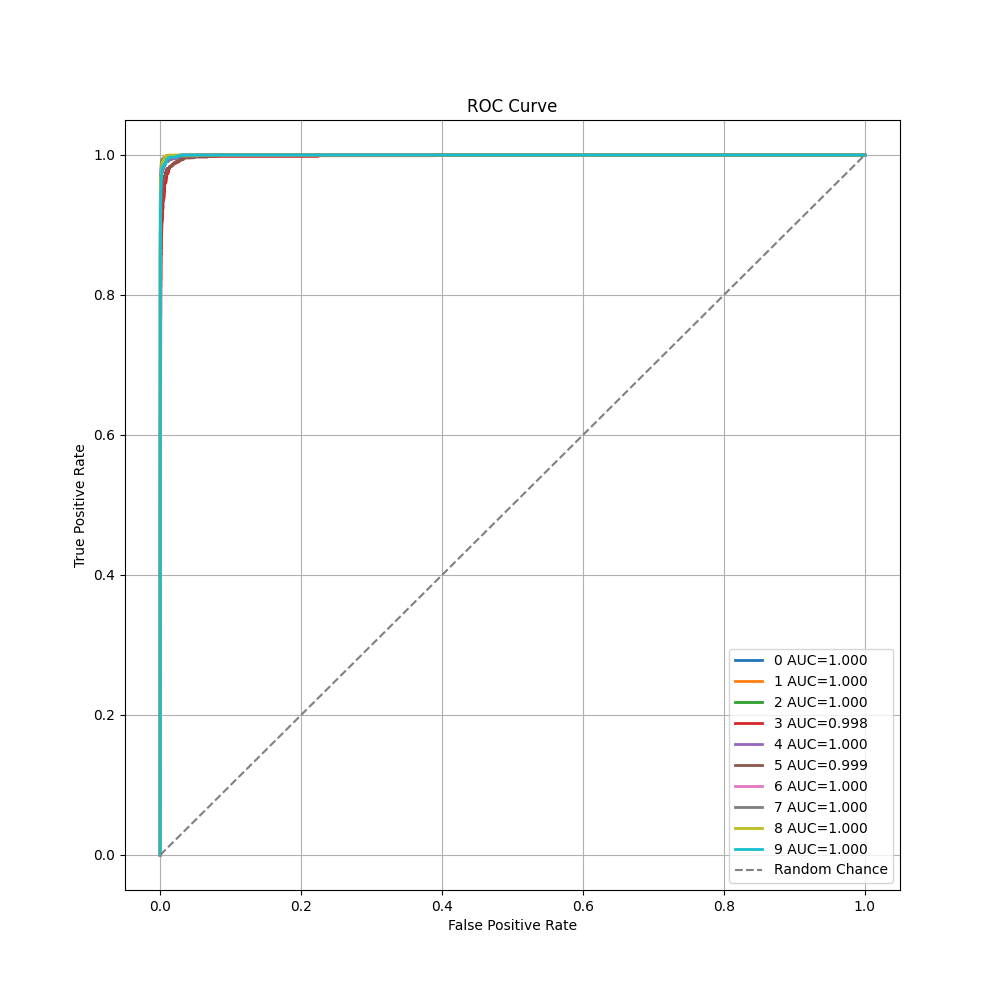 ROC Curve
True Positive Rate
1.0
0.8
0.6
0.4
0.2
0.0
0 AUC=1.000
1 AUC=1.000
2 AUC=1.000
3 AUC=0.998
4 AUC=1.000
5 AUC=0.999
6 AUC=1.000
7 AUC=1.000
8 AUC=1.000
9 AUC=1.000
Random Chance
0.0 0.2 0.4 0.6 0.8 1.0
False Positive Rate